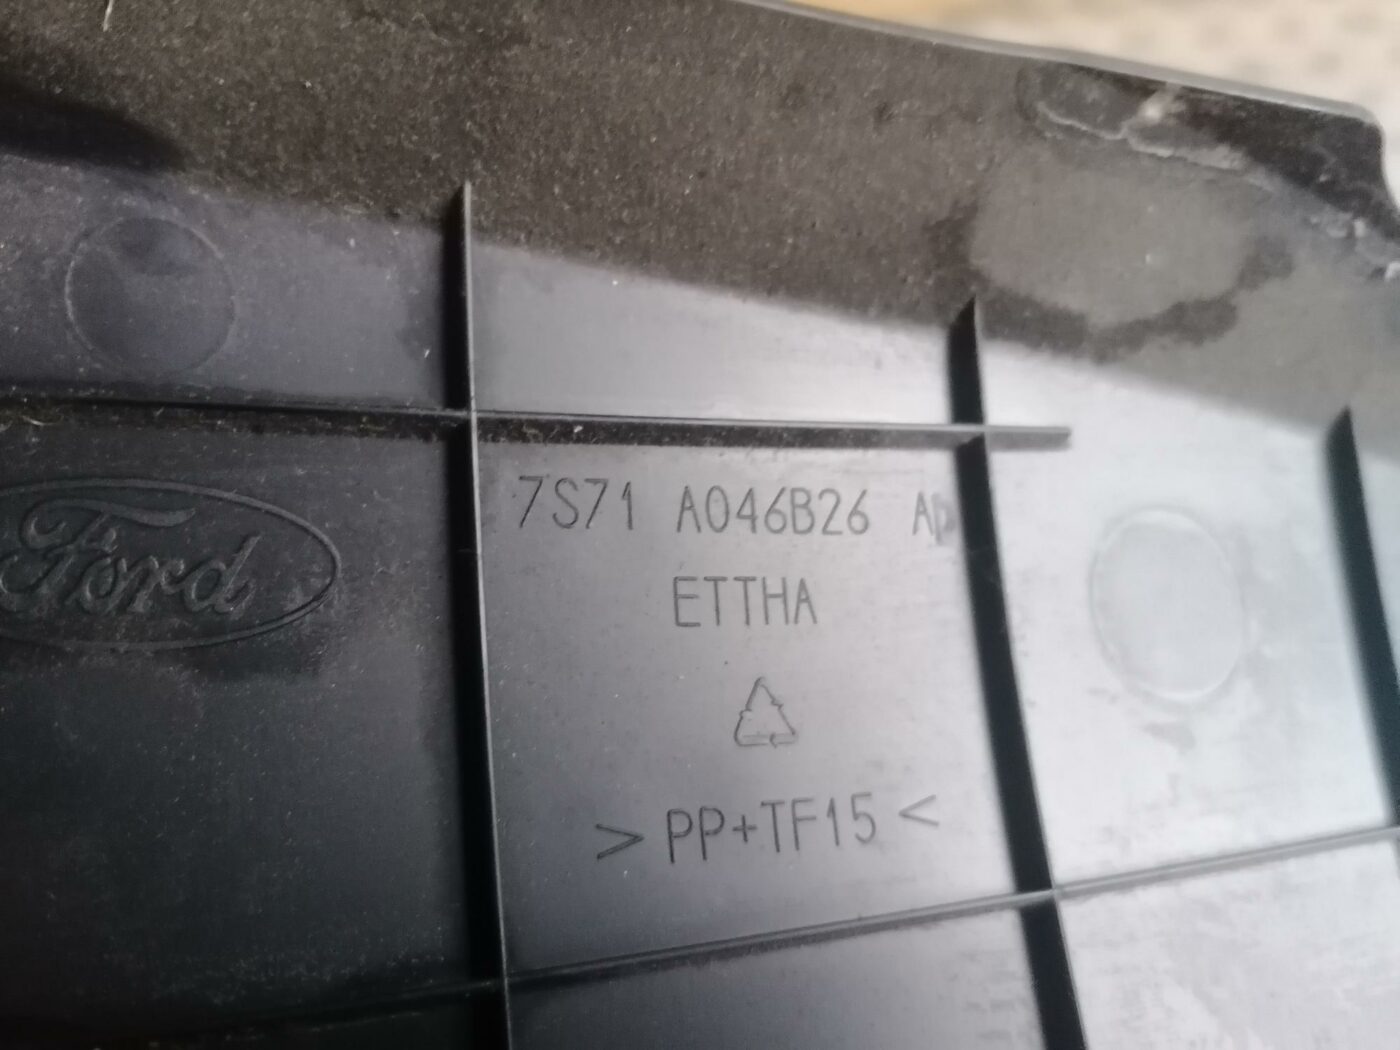 Ford
7S71 A046B26
ETTHA
> PP+TF15 <